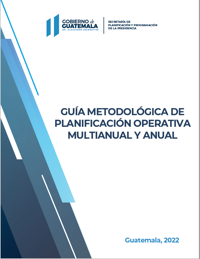 GOBIERNO de
GUATEMALA
SECRETARÍA DE
PLANIFICACIÓN Y PROGRAMACIÓN
DE LA PRESIDENCIA
GUÍA METODOLÓGICA DE
PLANIFICACIÓN OPERATIVA
MULTIANUAL Y ANUAL
Guatemala, 2022